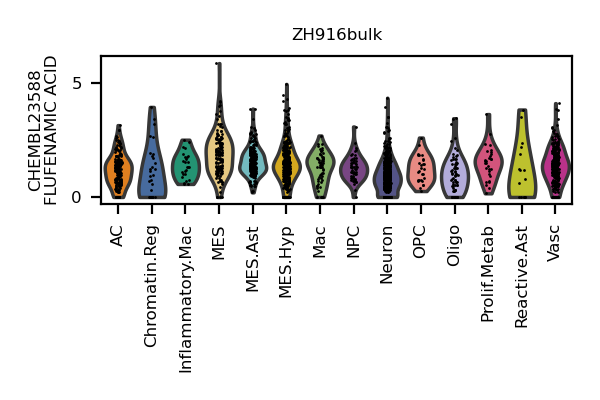 ZH916bulk
CHEMBL23588
FLUFENAMIC ACID
5
0
AC
Chromatin.Reg
Inflammatory.Mac
MES
MES.Ast
MES.Hyp
Mac
NPC
Neuron
OPC
Oligo
Prolif.Metab
Reactive.Ast
Vasc